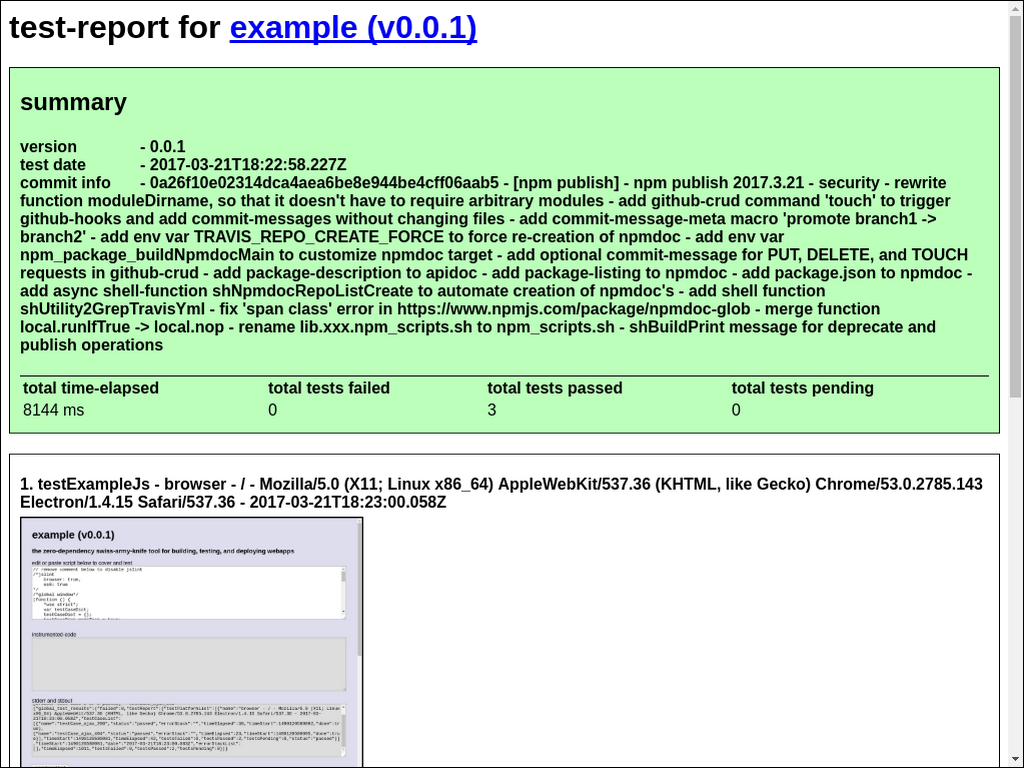 test-report for example (v0.0.1)
summary
version - 0.0.1
test date - 2017-03-21T18:22:58.227Z
commit info - 0a26f10e02314dca4aea6be8e944be4cff06aab5 - [npm publish] - npm publish 2017.3.21 - security - rewrite
function moduleDirname, so that it doesn't have to require arbitrary modules - add github-crud command 'touch' to trigger
github-hooks and add commit-messages without changing files - add commit-message-meta macro 'promote branch1 ->
branch2' - add env var TRAVIS_REPO_CREATE_FORCE to force re-creation of npmdoc - add env var
npm_package_buildNpmdocMain to customize npmdoc target - add optional commit-message for PUT, DELETE, and TOUCH
requests in github-crud - add package-description to apidoc - add package-listing to npmdoc - add package.json to npmdoc -
add async shell-function shNpmdocRepoListCreate to automate creation of npmdoc's - add shell function
shUtility2GrepTravisYml - fix 'span class' error in https://www.npmjs.com/package/npmdoc-glob - merge function
local.runIfTrue -> local.nop - rename lib.xxx.npm_scripts.sh to npm_scripts.sh - shBuildPrint message for deprecate and
publish operations
total time-elapsed total tests failed total tests passed total tests pending
8144 ms 0 3 0
1. testExampleJs - browser - / - Mozilla/5.0 (X11; Linux x86_64) AppleWebKit/537.36 (KHTML, like Gecko) Chrome/53.0.2785.143
Electron/1.4.15 Safari/537.36 - 2017-03-21T18:23:00.058Z
example (v0.0.1)
the zero-dependency swiss-army-knife tool for building, testing, and deploying webapps
edit or paste script below to cover and test
// remove comment below to disable jslint
/*jslint
browser: true,
node: true
*/
/*global window*/
(function () {
"use strict";
var testCaseDict;
testCaseDict = {};
instrumented-code
stderr and stdout